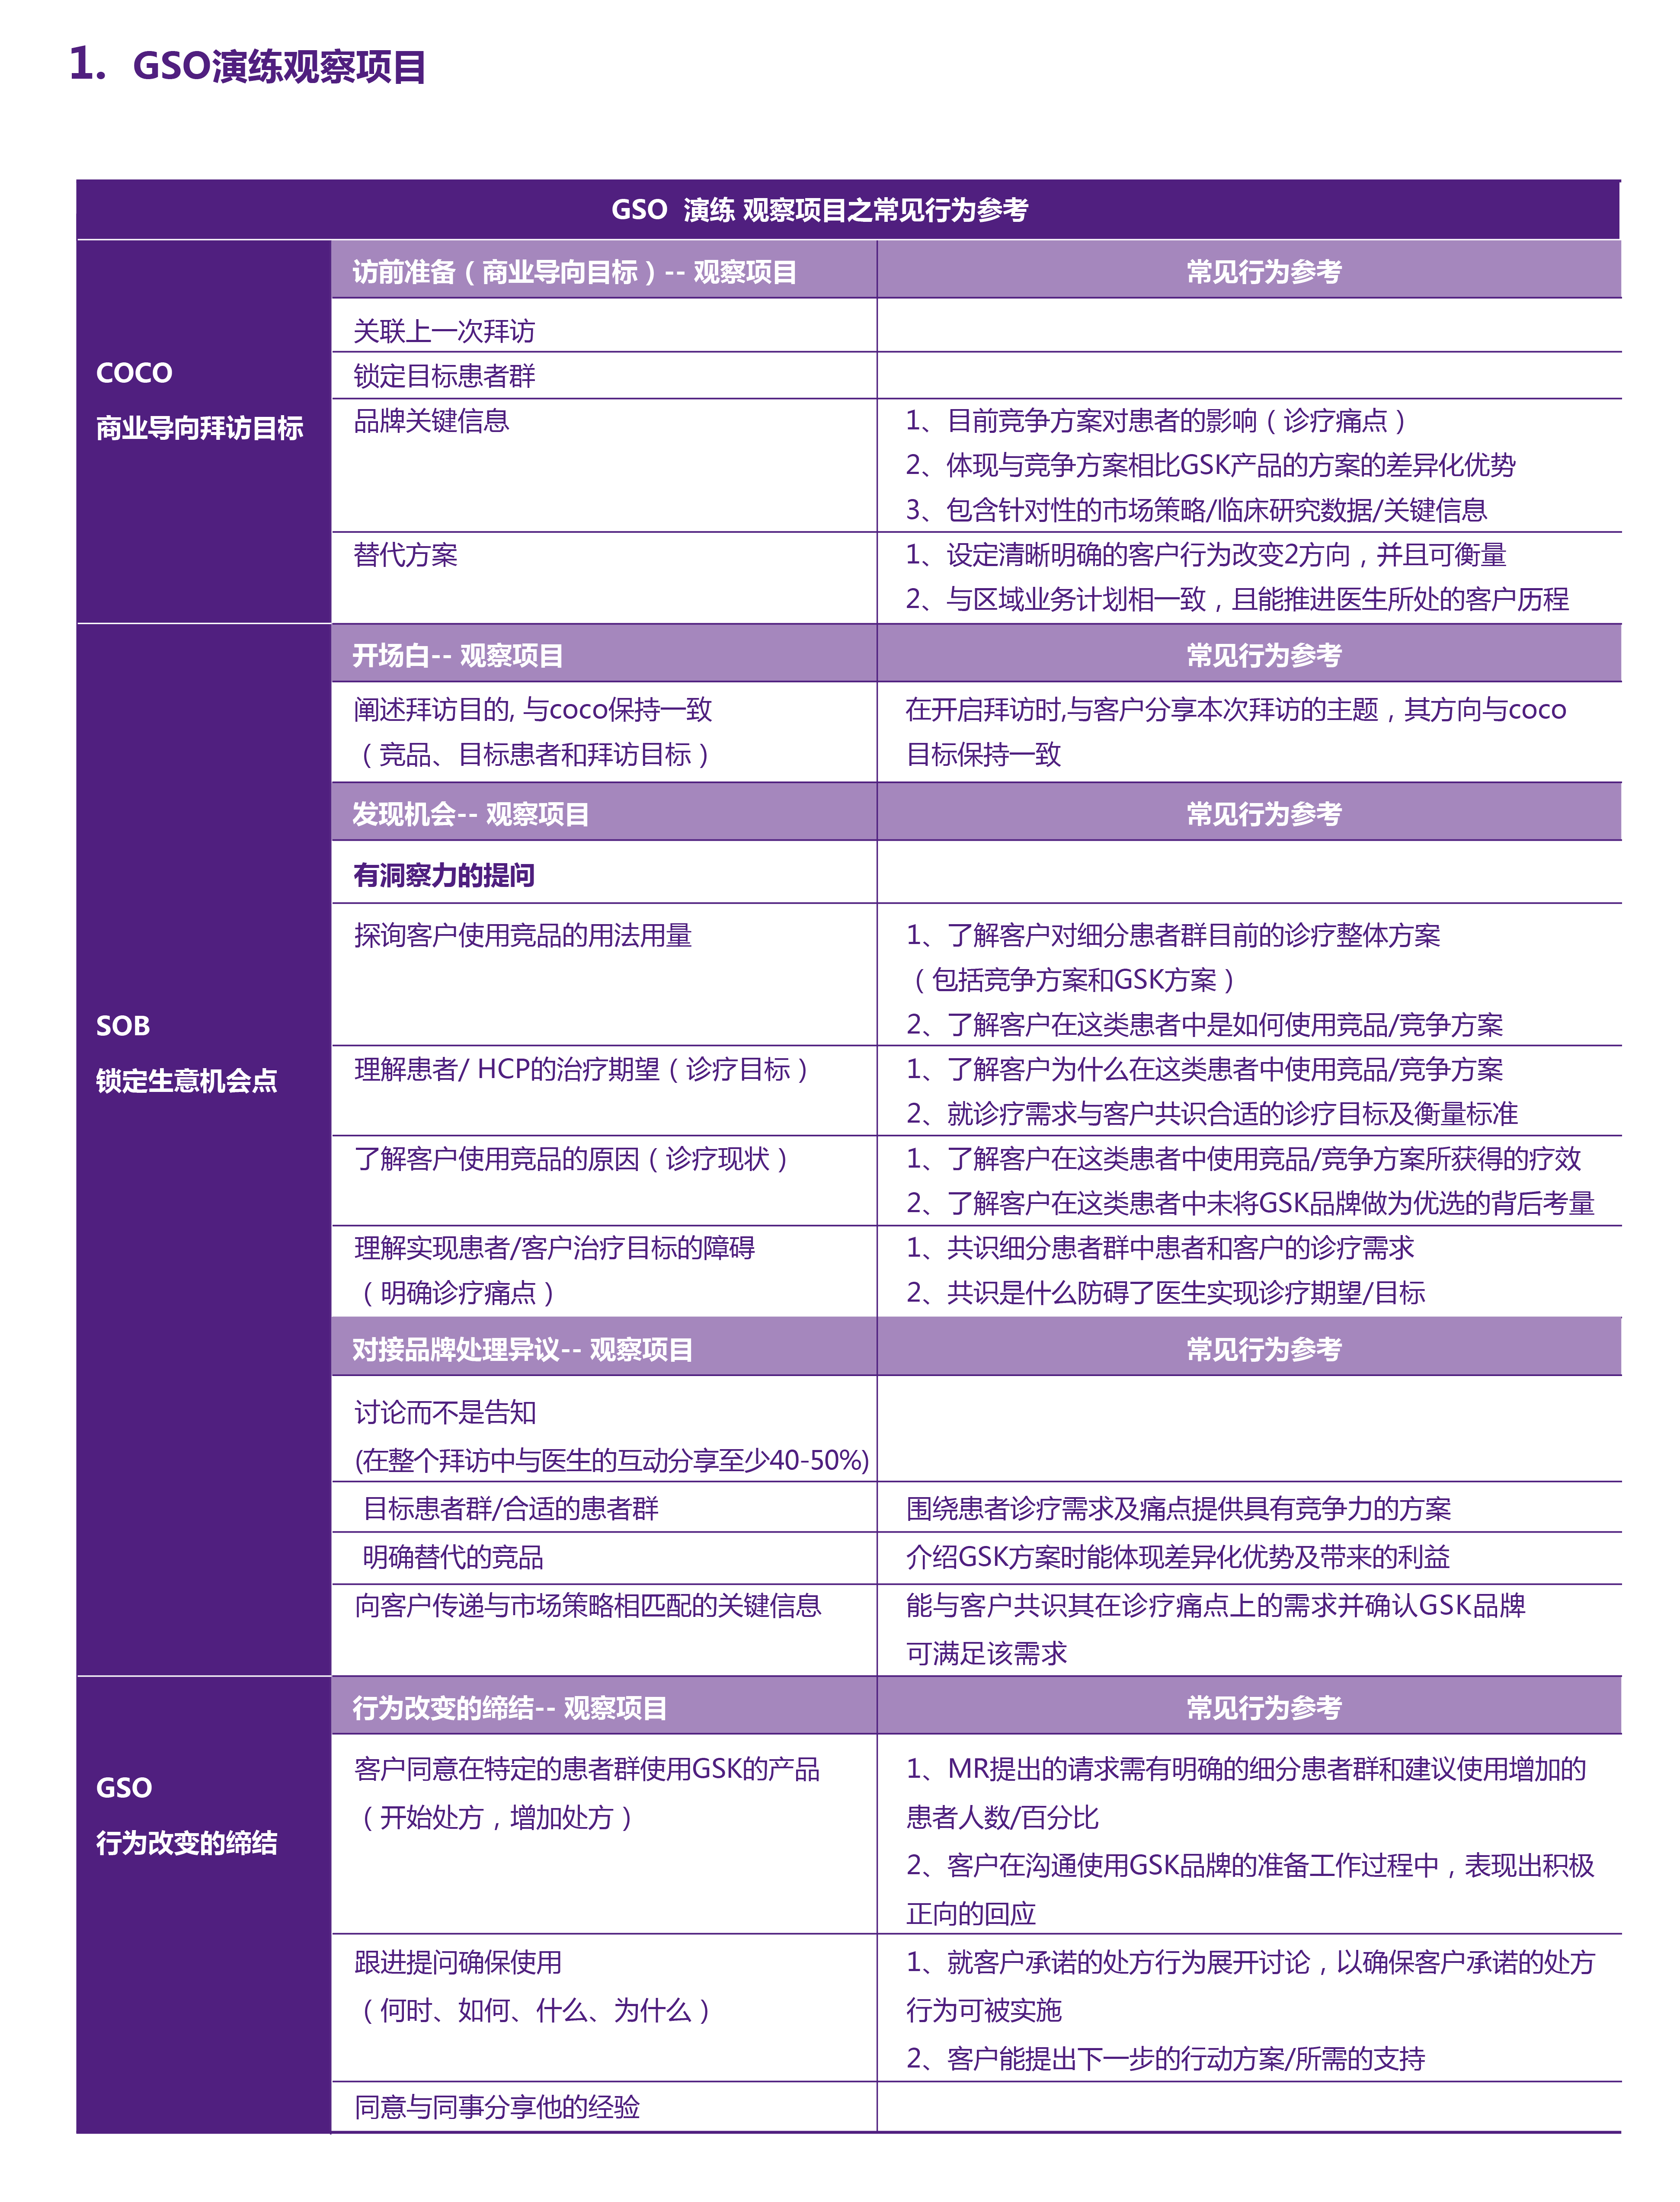 1. GSO演练观察项目
GSO 演练 观察项目之常见行为参考
COCO
商业导向拜访目标
访前准备（商业导向目标）-- 观察项目
常见行为参考
关联上一次拜访
锁定目标患者群
品牌关键信息
1、目前竞争方案对患者的影响（诊疗痛点）
2、体现与竞争方案相比GSK产品的方案的差异化优势
3、包含针对性的市场策略/临床研究数据/关键信息
替代方案
1、设定清晰明确的客户行为改变2方向，并且可衡量
2、与区域业务计划相一致，且能推进医生所处的客户历程
SOB
锁定生意机会点
开场白-- 观察项目
常见行为参考
阐述拜访目的, 与coco保持一致
（竞品、目标患者和拜访目标）
在开启拜访时,与客户分享本次拜访的主题，其方向与coco
目标保持一致
发现机会-- 观察项目
常见行为参考
有洞察力的提问
探询客户使用竞品的用法用量
1、了解客户对细分患者群目前的诊疗整体方案
（包括竞争方案和GSK方案）
2、了解客户在这类患者中是如何使用竞品/竞争方案
理解患者/ HCP的治疗期望（诊疗目标）
1、了解客户为什么在这类患者中使用竞品/竞争方案
2、就诊疗需求与客户共识合适的诊疗目标及衡量标准
了解客户使用竞品的原因（诊疗现状）
1、了解客户在这类患者中使用竞品/竞争方案所获得的疗效
2、了解客户在这类患者中未将GSK品牌做为优选的背后考量
理解实现患者/客户治疗目标的障碍
（明确诊疗痛点）
1、共识细分患者群中患者和客户的诊疗需求
2、共识是什么防碍了医生实现诊疗期望/目标
对接品牌处理异议-- 观察项目
常见行为参考
讨论而不是告知
(在整个拜访中与医生的互动分享至少40-50%)
目标患者群/合适的患者群
围绕患者诊疗需求及痛点提供具有竞争力的方案
明确替代的竞品
介绍GSK方案时能体现差异化优势及带来的利益
向客户传递与市场策略相匹配的关键信息
能与客户共识其在诊疗痛点上的需求并确认GSK品牌
可满足该需求
GSO
行为改变的缔结
行为改变的缔结-- 观察项目
常见行为参考
客户同意在特定的患者群使用GSK的产品
（开始处方，增加处方）
1、MR提出的请求需有明确的细分患者群和建议使用增加的
患者人数/百分比
2、客户在沟通使用GSK品牌的准备工作过程中，表现出积极
正向的回应
跟进提问确保使用
（何时、如何、什么、为什么）
1、就客户承诺的处方行为展开讨论，以确保客户承诺的处方
行为可被实施
2、客户能提出下一步的行动方案/所需的支持
同意与同事分享他的经验